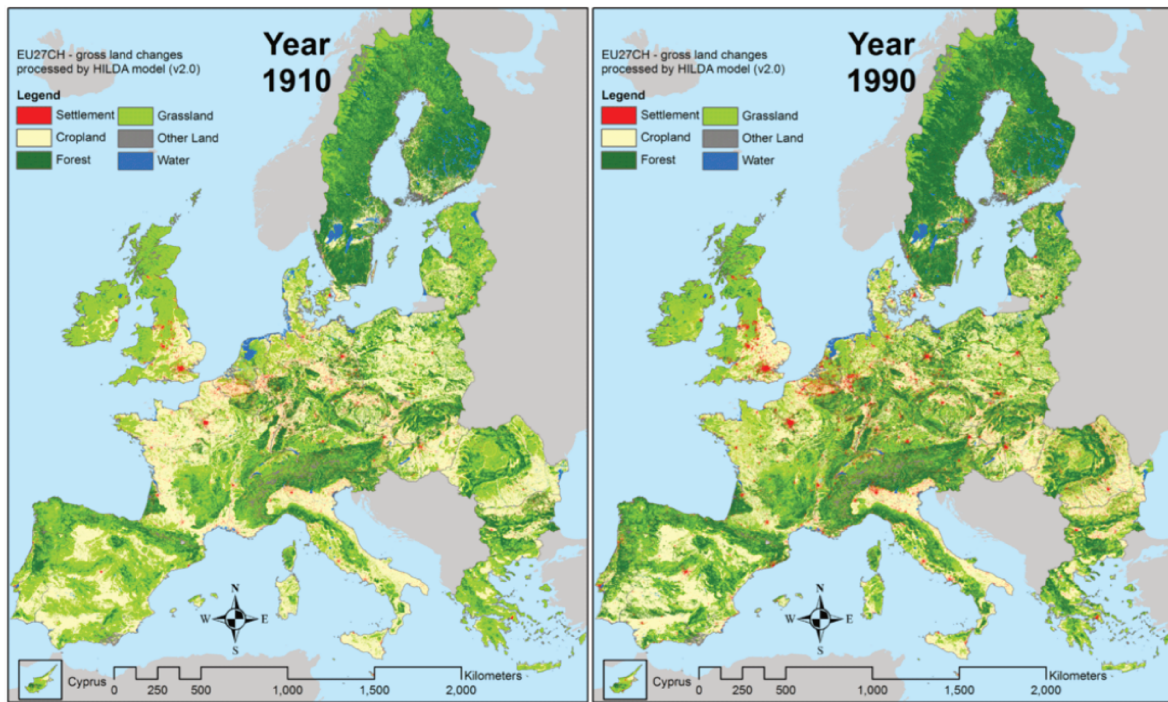 EU27CH - gross land changes
processed by HILDA model (v2.0)
Year
1910
Legend
Settlement
Grassland
Cropland
Other Land
Forest
Water
N
W E
S
Cyprus
Kilometers
0 250 500 1,000 1,500 2,000
EU27CH - gross land changes
processed by HILDA model (v2.0)
Year
1990
Legend
Settlement
Grassland
Cropland
Other Land
Forest
Water
N
W E
S
Cyprus
Kilometers
0 250 500 1,000 1,500 2,000